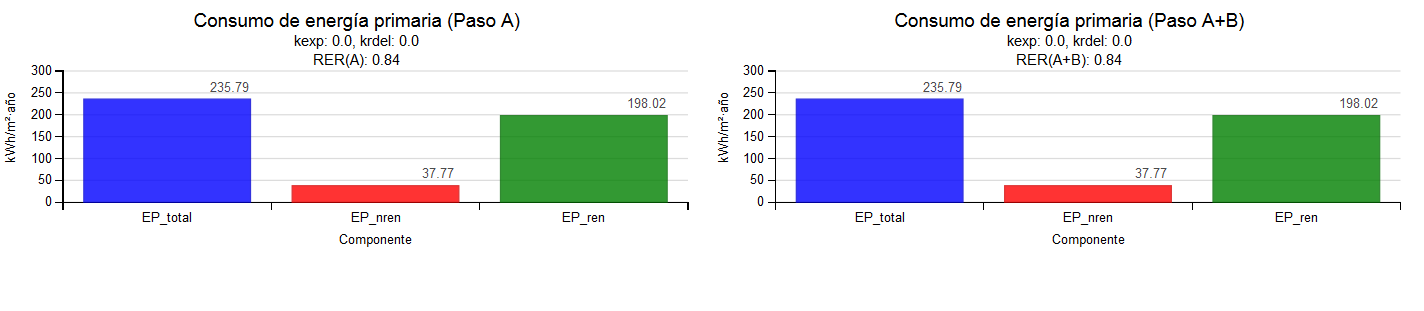 Consumo de energía primaria (Paso A)
kexp: 0.0, krdel: 0.0
RER(A): 0.84
300
250
200
150
100
50
0
kWh/m²·año
235.79
37.77
198.02
EP_total
EP_nren
EP_ren
Componente
Consumo de energía primaria (Paso A+B)
kexp: 0.0, krdel: 0.0
RER(A+B): 0.84
300
250
200
150
100
50
0
kWh/m²·año
235.79
37.77
198.02
EP_total
EP_nren
EP_ren
Componente